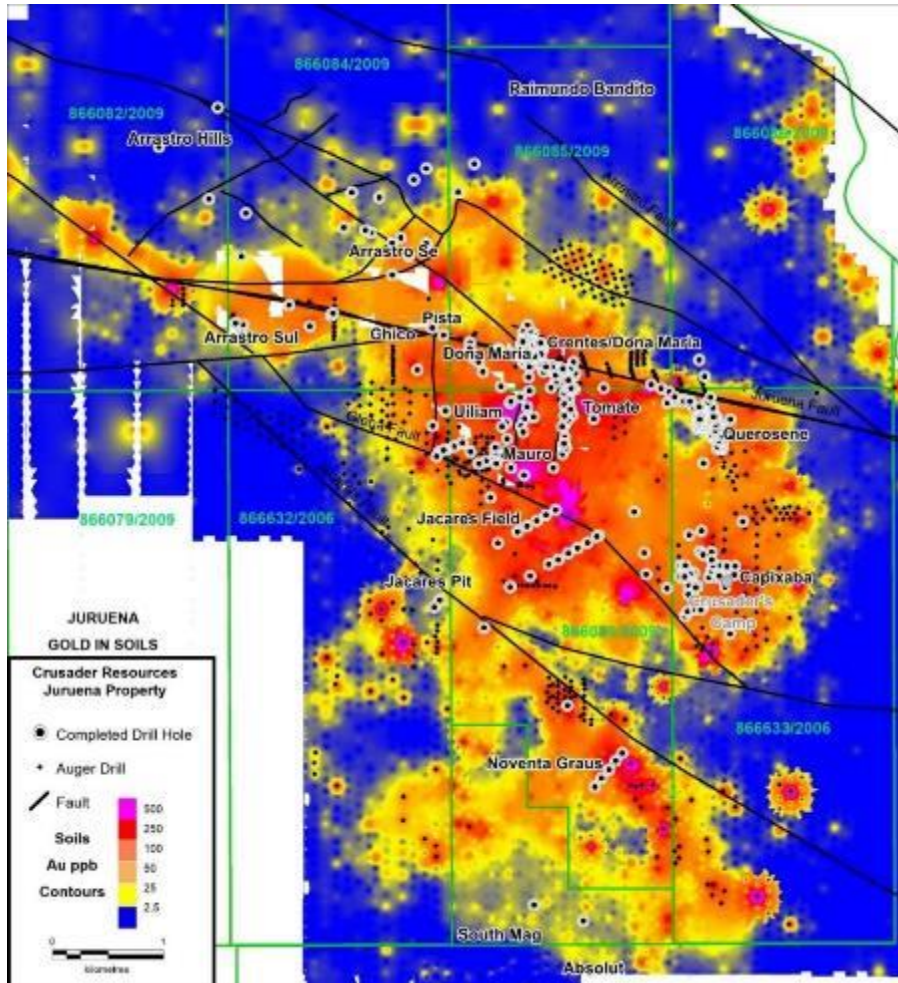 866084/2009
Raimundo Bandito
866082/2009
Arrastro Hills
866085/2009
Arrastro Se
Pista
Arrastro Sul
Ghico
Dona Maria
Crentes/Dona Maria
Juruena Fault
Uiliam
Tomate
Querosene
Mauro
866079/2009
866632/2006
Jacares Field
Jacares Pit
Capixaba
Crusader's
Camp
JURUENA
GOLD IN SOILS
Crusader Resources
Juruena Property
Completed Drill Hole
Auger Drill
Fault
Soils
Au ppb
Contours
500
250
100
50
25
2.5
0 1
kilometres
866633/2006
Noventa Graus
South Mag
Absolut